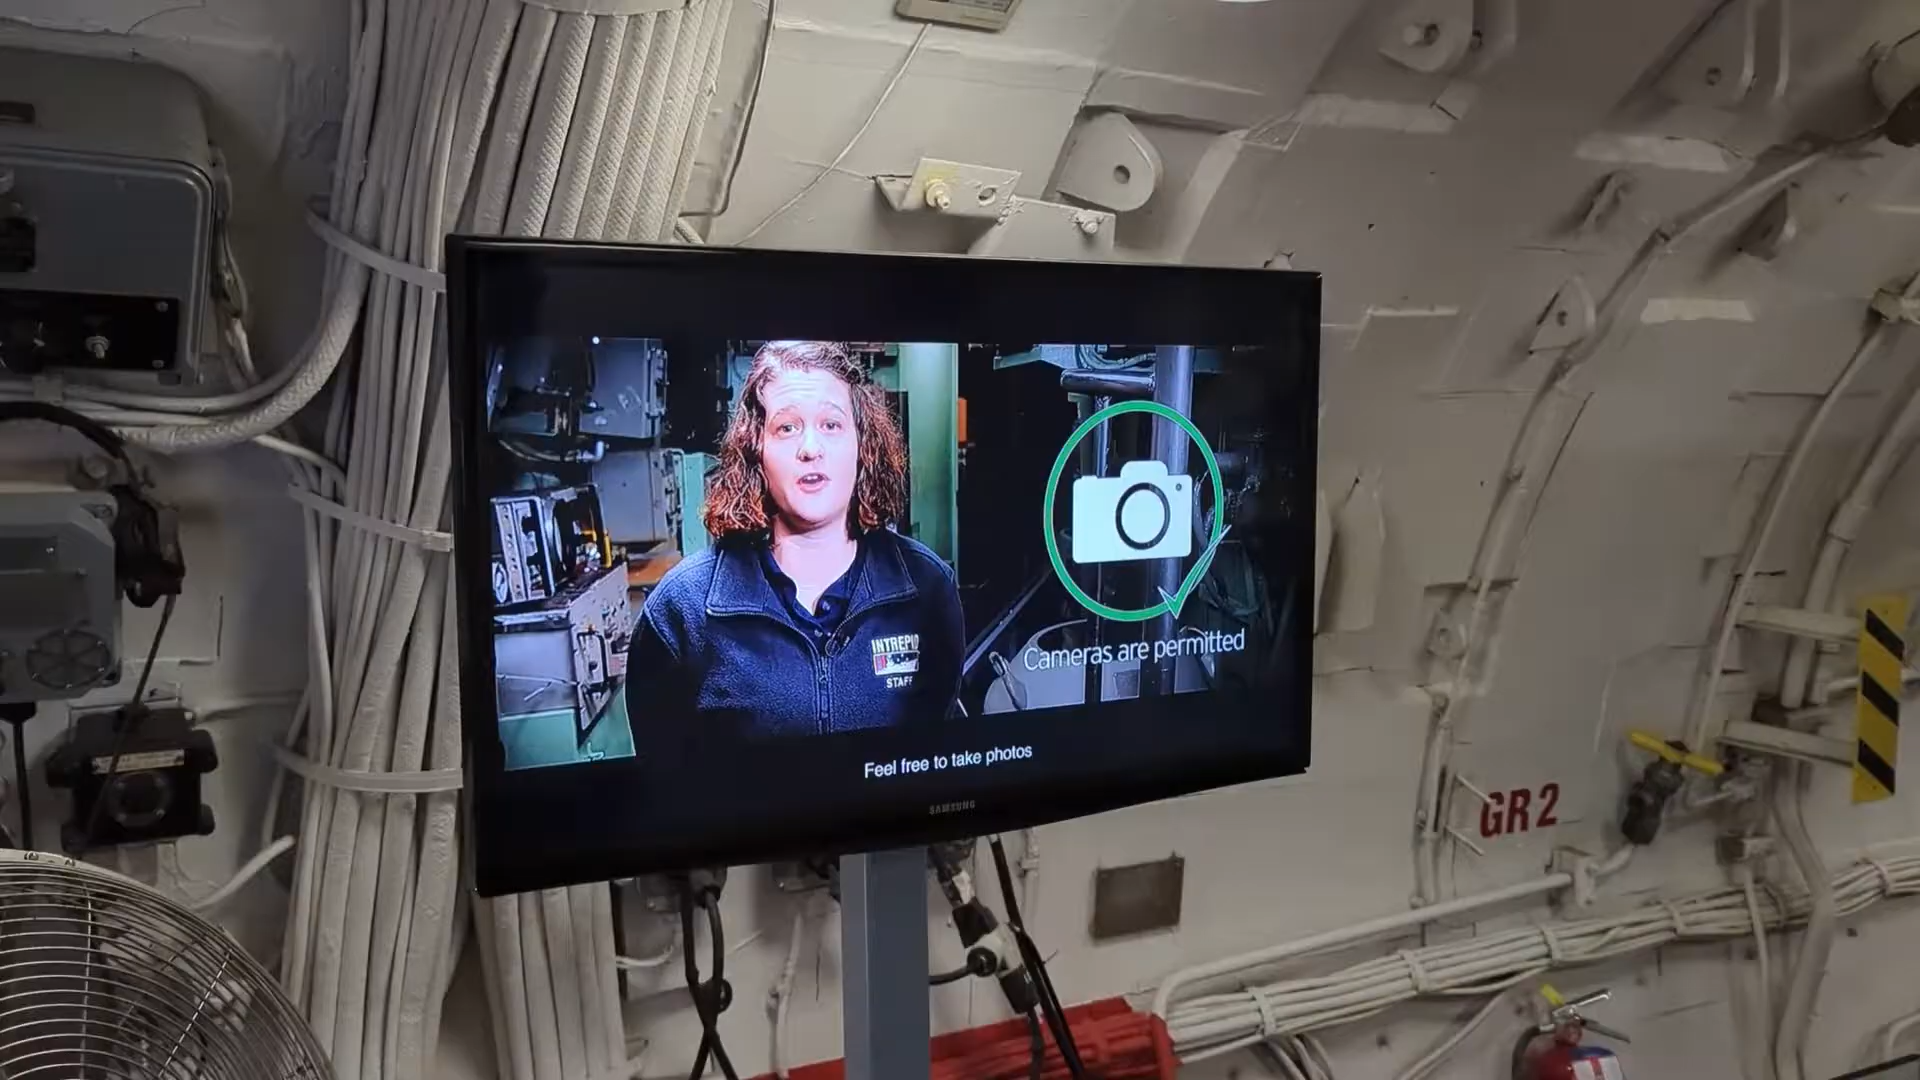 INTREPID
STAFF
Cameras are permitted
Feel free to take photos
SAMSUNG
GR 2